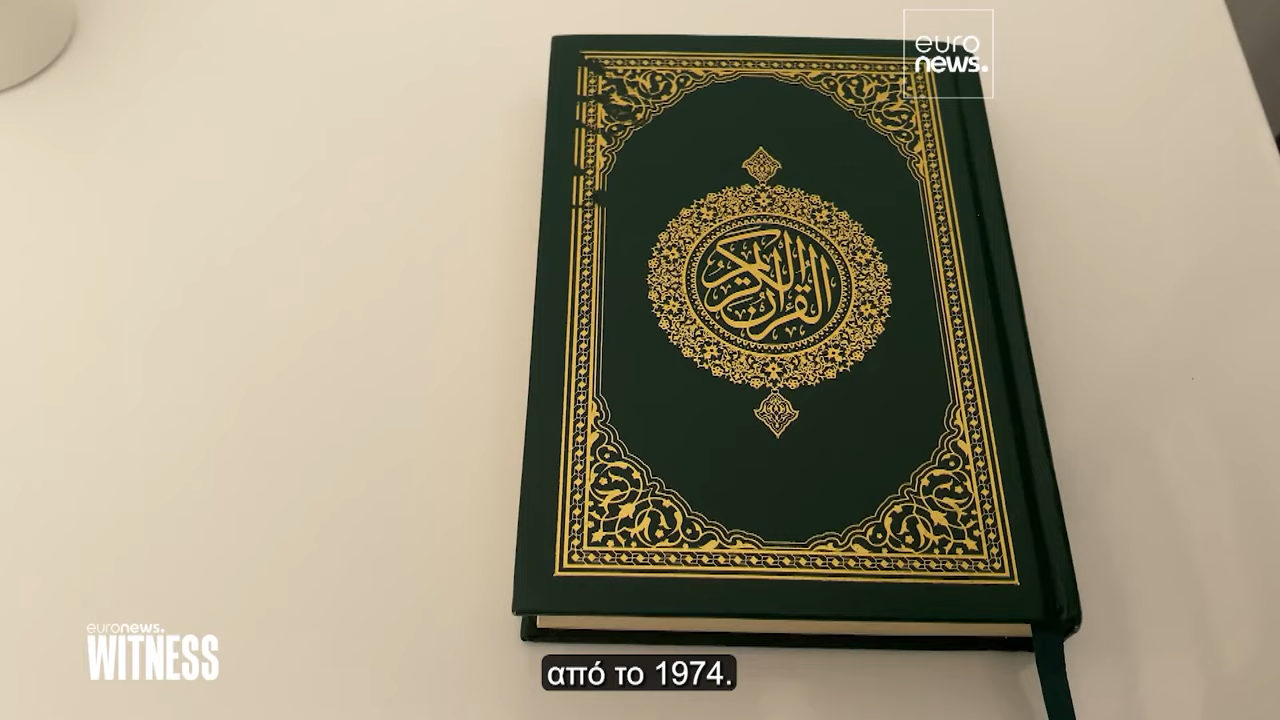 euro
news.
القرآن الكريم
euronews.
WITNESS
από το 1974.